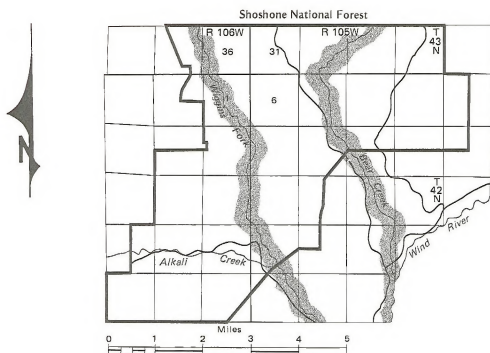 Shoshone National Forest
R 106W
R 105W
T
43
N
36
31
6
Wiggins Fork
Bear Creek
T
42
N
Wind River
Alkali Creek
Miles
0 1 2 3 4 5
N